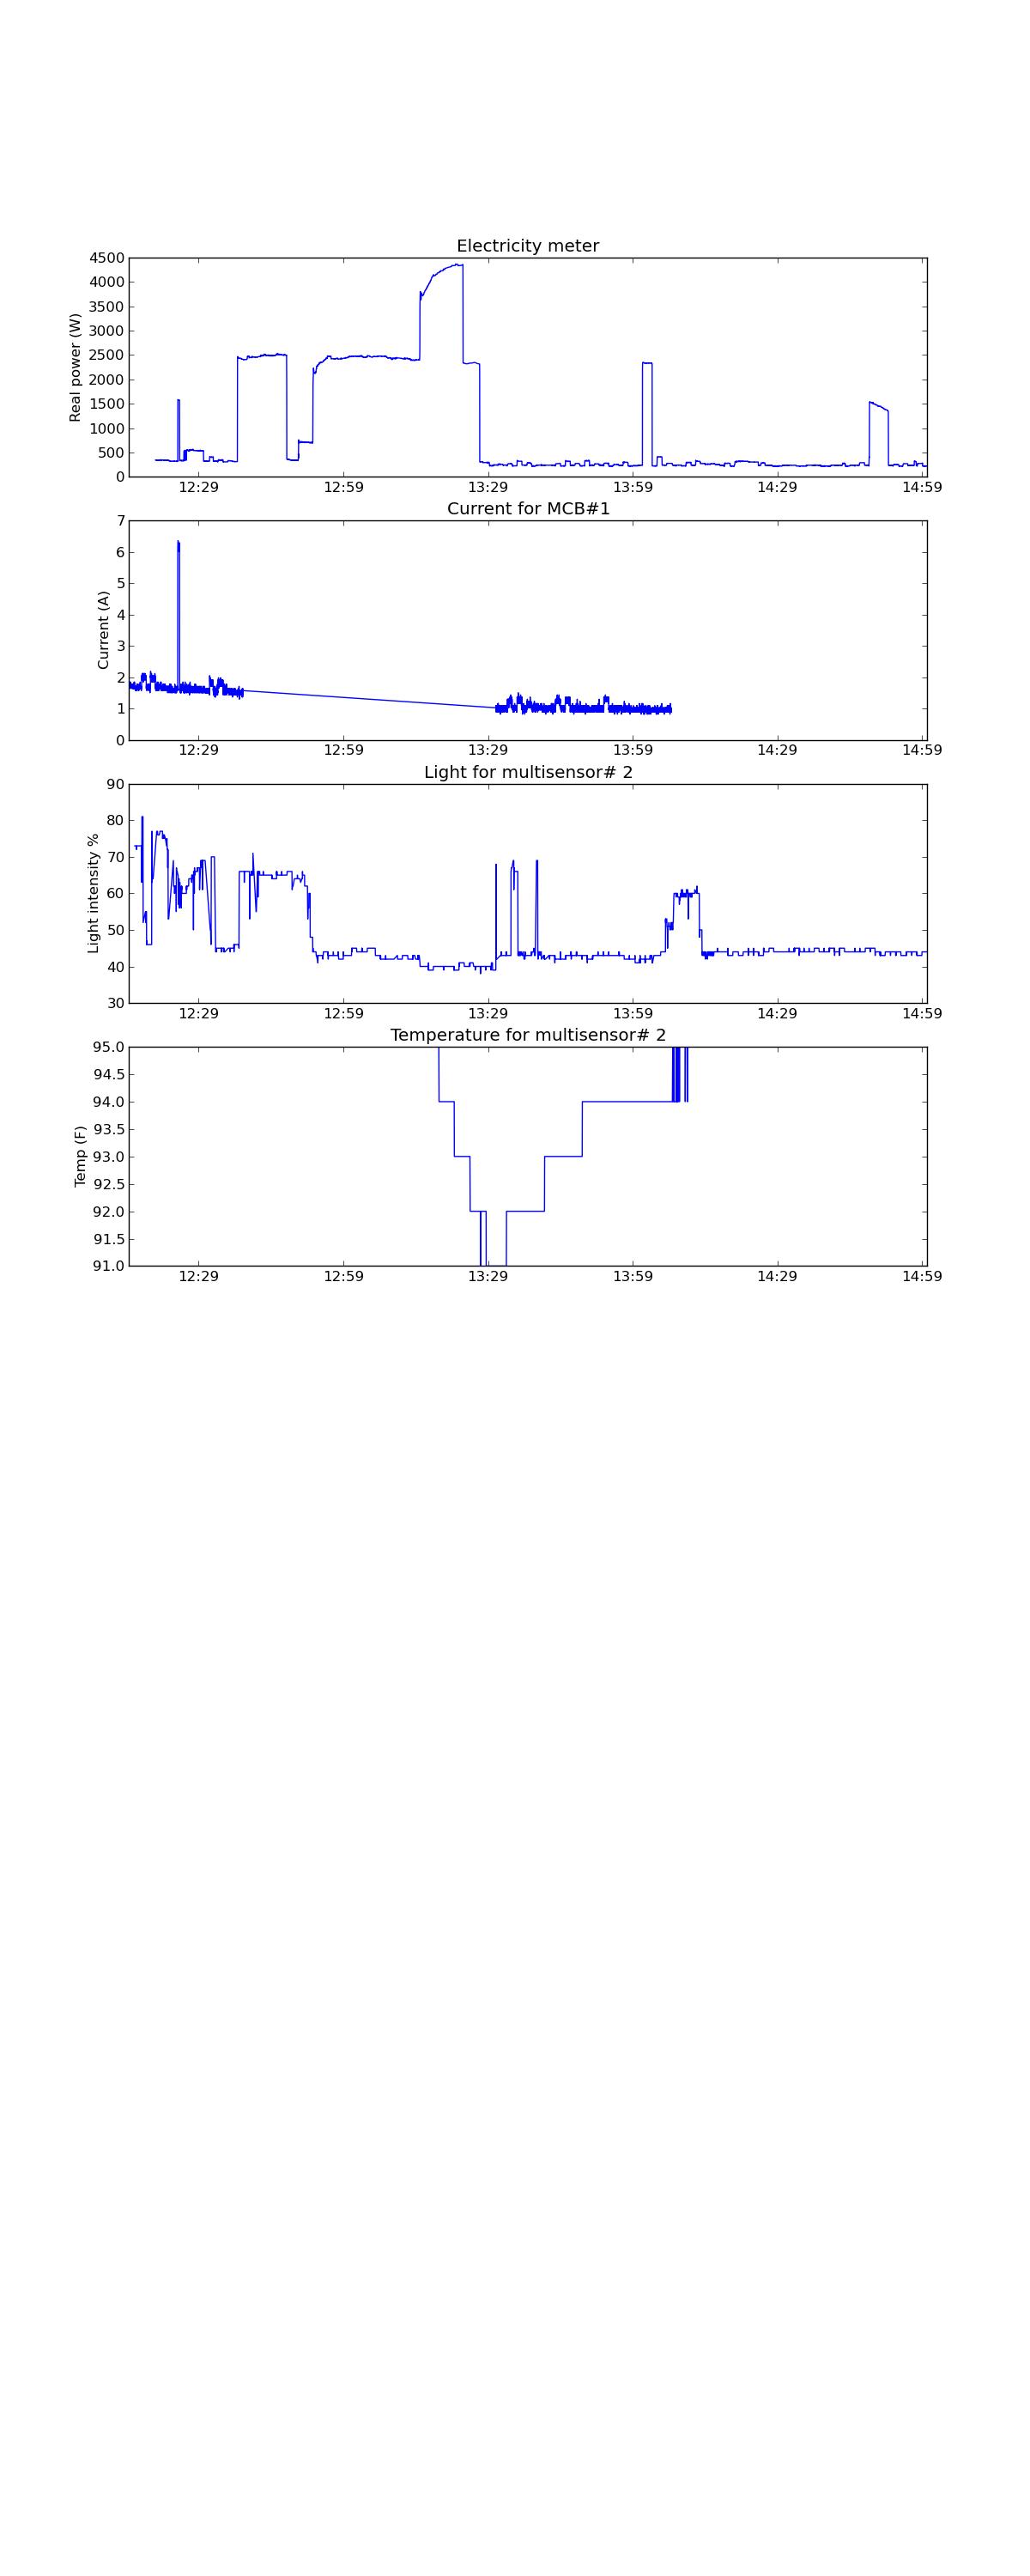 Electricity meter
Real power (W)
4500
4000
3500
3000
2500
2000
1500
1000
500
0
12:29 12:59 13:29 13:59 14:29 14:59
Current for MCB#1
Current (A)
7
6
5
4
3
2
1
0
12:29 12:59 13:29 13:59 14:29 14:59
Light for multisensor# 2
Light intensity %
90
80
70
60
50
40
30
12:29 12:59 13:29 13:59 14:29 14:59
Temperature for multisensor# 2
Temp (F)
95.0
94.5
94.0
93.5
93.0
92.5
92.0
91.5
91.0
12:29 12:59 13:29 13:59 14:29 14:59